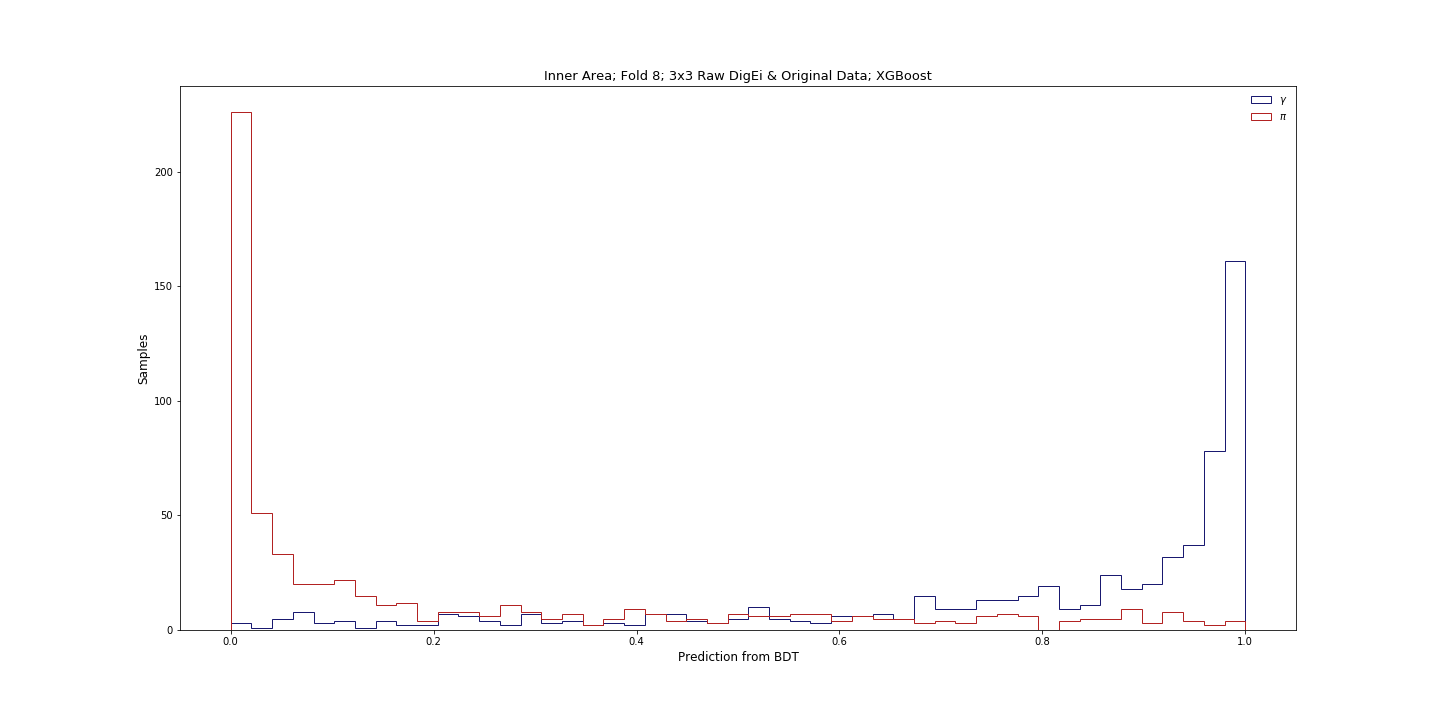 Inner Area; Fold 8; 3x3 Raw DigEi & Original Data; XGBoost
γ
π
200
150
100
50
0
Samples
0.0 0.2 0.4 0.6 0.8 1.0
Prediction from BDT